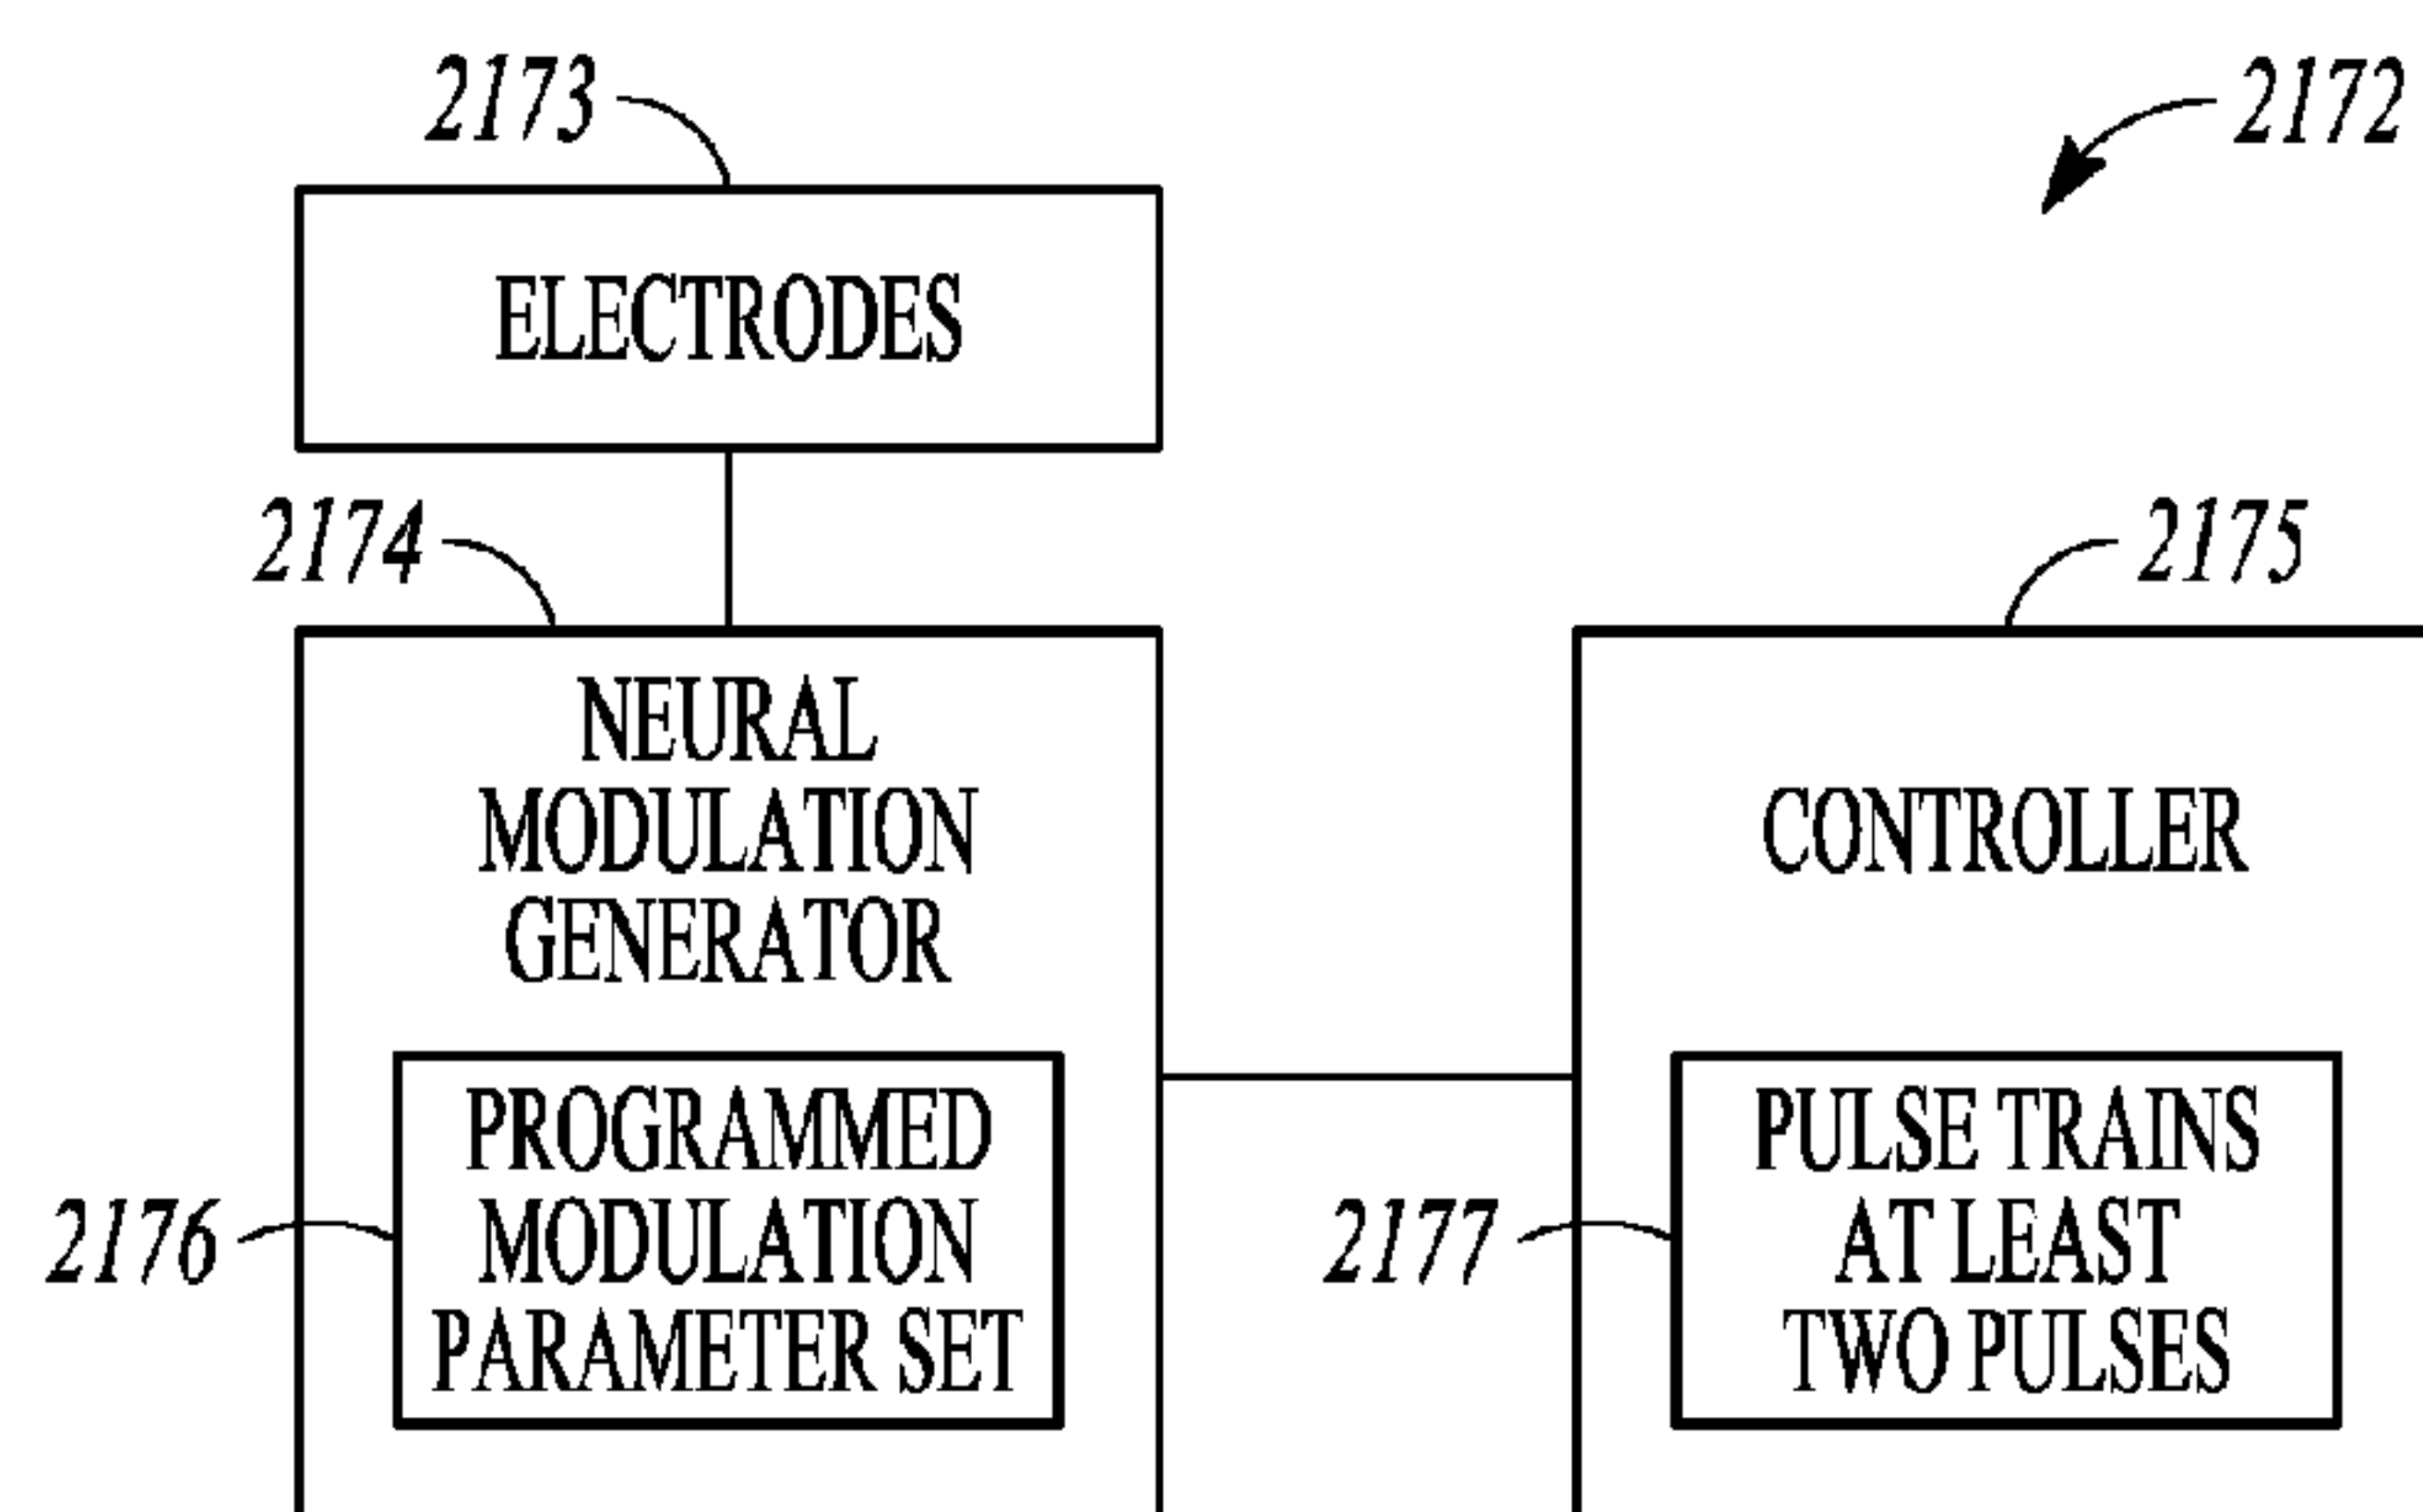 2173
2172
ELECTRODES
2174
2175
NEURAL
MODULATION
GENERATOR
CONTROLLER
PROGRAMMED
MODULATION
PARAMETER SET
2176
2177
PULSE TRAINS
AT LEAST
TWO PULSES